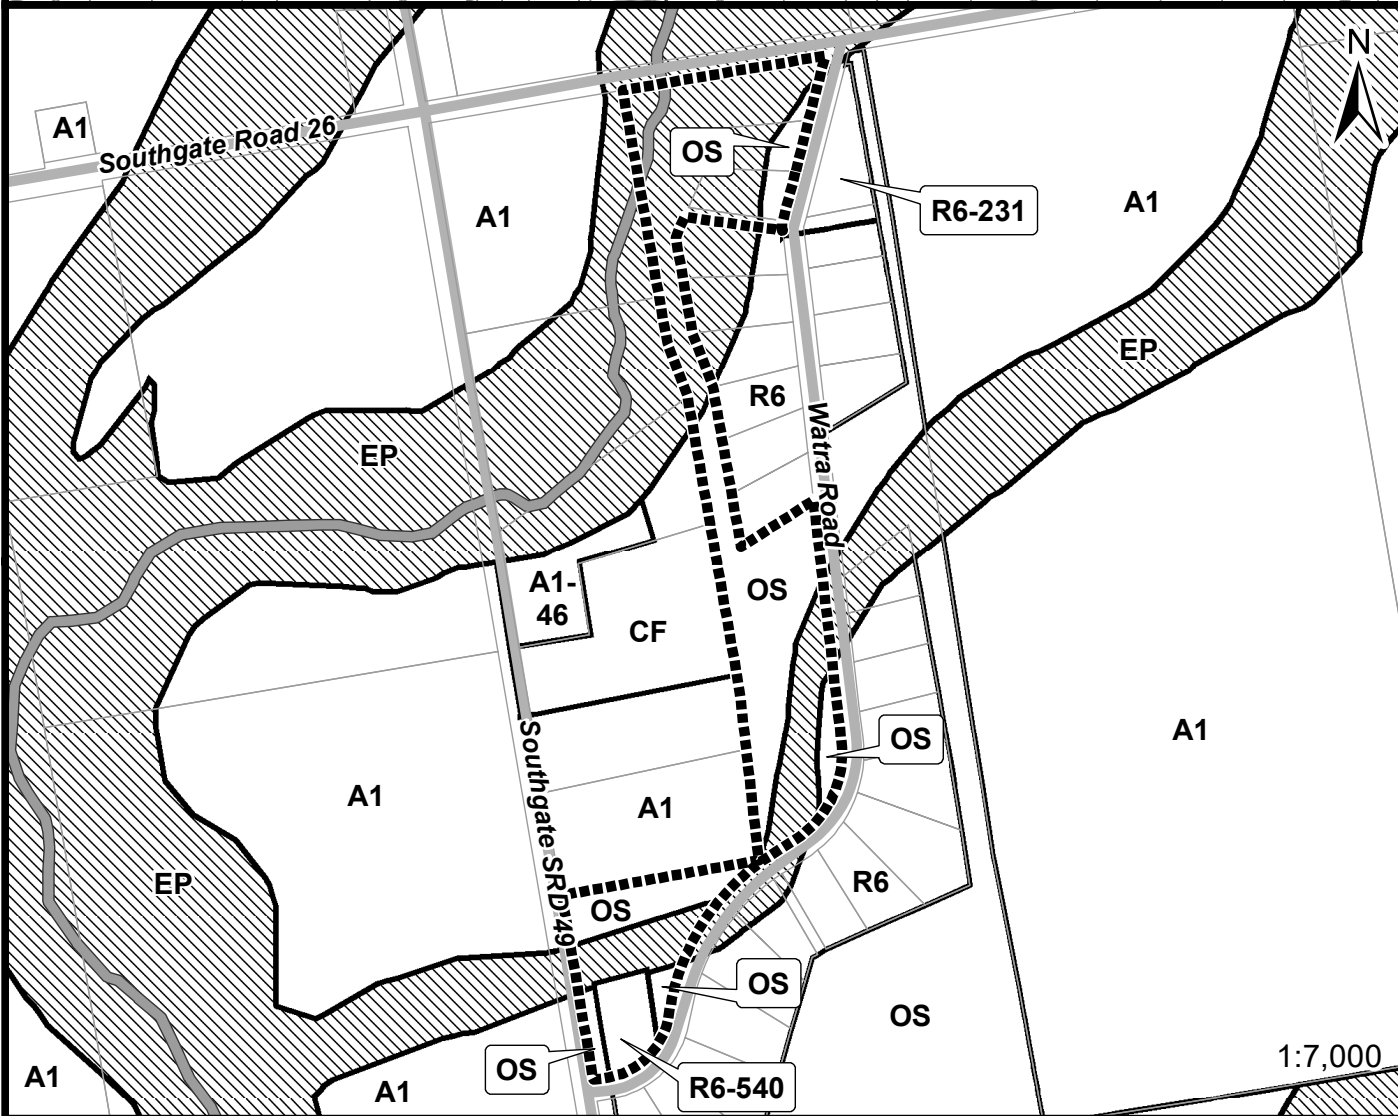 N
A1
Southgate Road 26
OS
A1
R6-231
A1
EP
R6
Watra Road
EP
A1-
46
CF
OS
OS
A1
Southgate SRD 49
A1
A1
EP
R6
OS
OS
OS
OS
R6-540
A1
A1
1:7,000